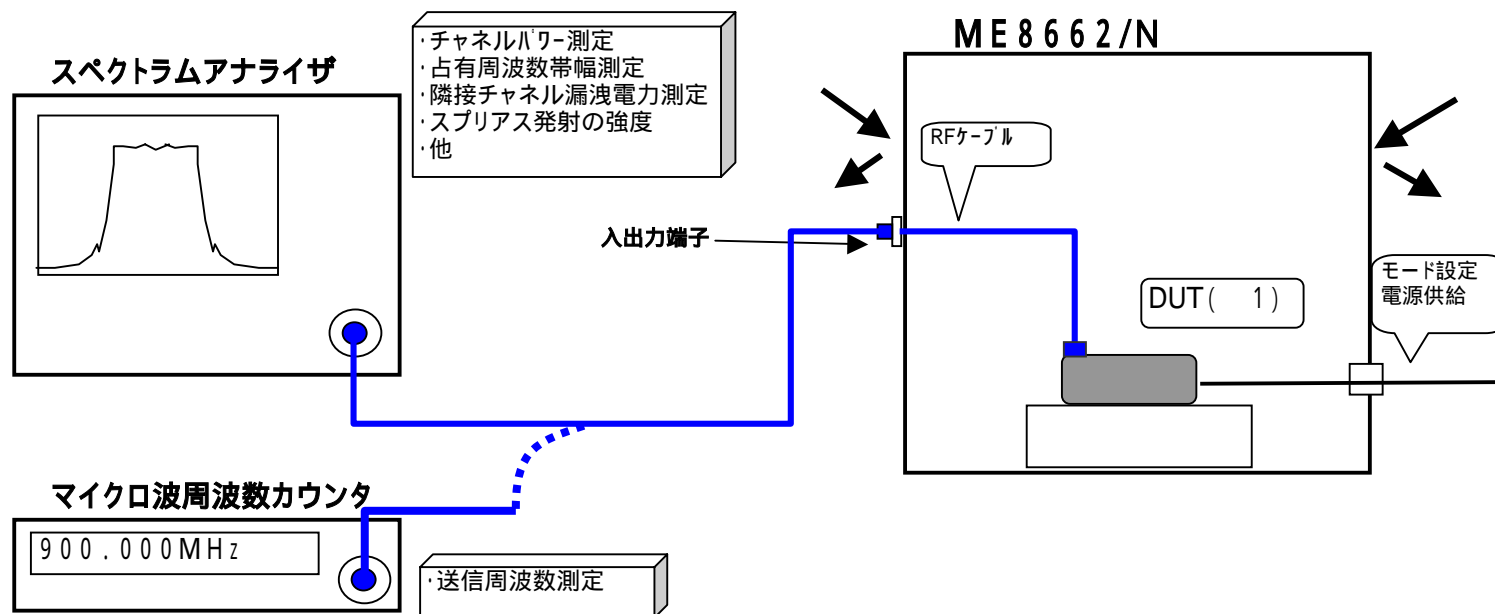 スペクトラムアナライザ
･チャネルパワー測定
･占有周波数帯幅測定
･隣接チャネル漏洩電力測定
･スプリアス発射の強度
･他
ME8662/N
RFｹｰﾌﾞﾙ
入出力端子
DUT(　1)
ﾓｰﾄﾞ設定
電源供給
マイクロ波周波数カウンタ
900.000MHz
･送信周波数測定